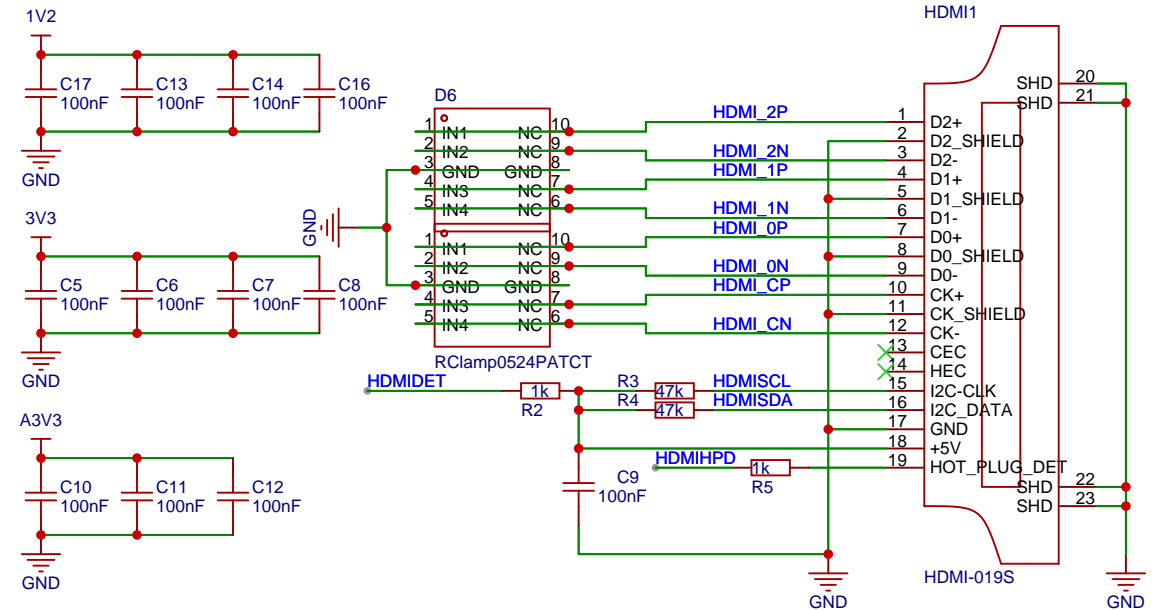 1V2
C17
100nF
C13
100nF
C14
100nF
C16
100nF
GND
3V3
C5
100nF
C6
100nF
C7
100nF
C8
100nF
GND
A3V3
C10
100nF
C11
100nF
C12
100nF
GND
D6
1 IN1 NC 10
2 IN2 NC 9
3 GND GND 8
4 IN3 NC 7
5 IN4 NC 6
GND
1 IN1 NC 10
2 IN2 NC 9
3 GND GND 8
4 IN3 NC 7
5 IN4 NC 6
RClamp0524PATCT
HDMI_2P
HDMI_2N
HDMI_1P
HDMI_1N
HDMI_0P
HDMI_0N
HDMI_CP
HDMI_CN
HDMIDET
1k
R2
R3
47k
HDMISCL
R4
47k
HDMISDA
HDMIHPD
1k
R5
C9
100nF
GND
HDMI1
1 D2+
2 D2_SHIELD
3 D2-
4 D1+
5 D1_SHIELD
6 D1-
7 D0+
8 D0_SHIELD
9 D0-
10 CK+
11 CK_SHIELD
12 CK-
13 CEC
14 HEC
15 I2C-CLK
16 I2C_DATA
17 GND
18 +5V
19 HOT_PLUG_DET
SHD 20
SHD 21
SHD 22
SHD 23
HDMI-019S
GND